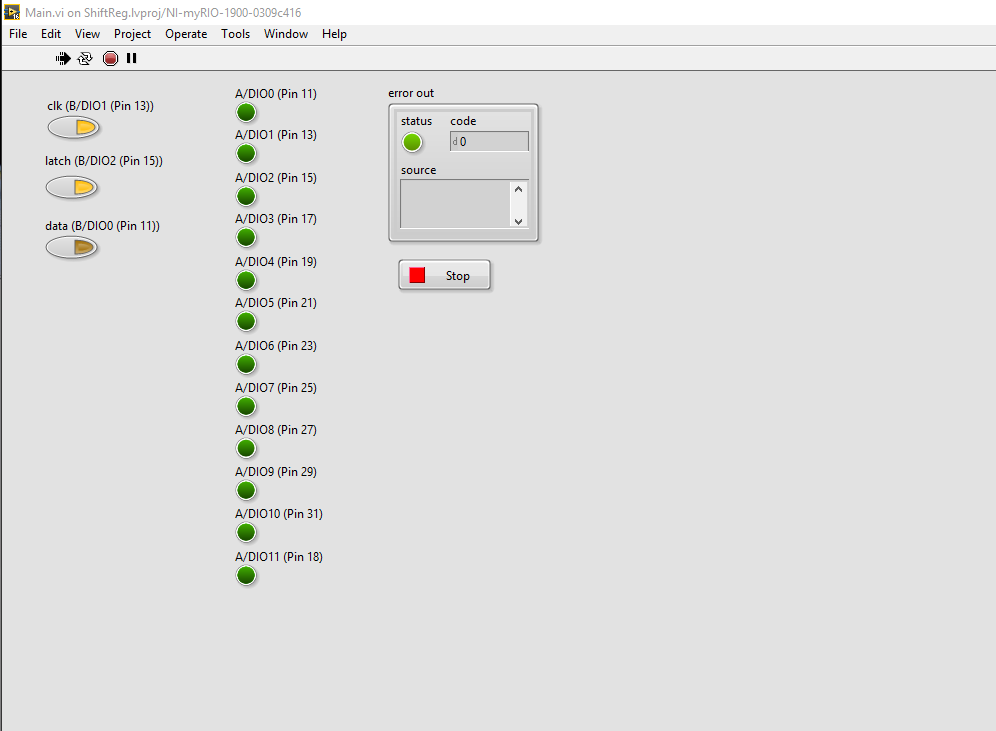 Main.vi on ShiftReg.lvproj/NI-myRIO-1900-0309c416
File Edit View Project Operate Tools Window Help
clk (B/DIO1 (Pin 13))
latch (B/DIO2 (Pin 15))
data (B/DIO0 (Pin 11))
A/DIO0 (Pin 11)
A/DIO1 (Pin 13)
A/DIO2 (Pin 15)
A/DIO3 (Pin 17)
A/DIO4 (Pin 19)
A/DIO5 (Pin 21)
A/DIO6 (Pin 23)
A/DIO7 (Pin 25)
A/DIO8 (Pin 27)
A/DIO9 (Pin 29)
A/DIO10 (Pin 31)
A/DIO11 (Pin 18)
error out
status code
d 0
source
Stop